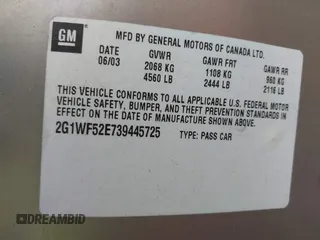 GM
MFD BY GENERAL MOTORS OF CANADA LTD.
DATE GVWR GAWR FRT GAWR RR
06/03 2068 KG 1108 KG 960 KG
4560 LB 2444 LB 2116 LB
THIS VEHICLE CONFORMS TO ALL APPLICABLE U.S. FEDERAL MOTOR
VEHICLE SAFETY, BUMPER, AND THEFT PREVENTION STANDARDS
IN EFFECT ON THE DATE OF MANUFACTURE SHOWN ABOVE.
2G1WF52E739445725 TYPE: PASS CAR
DREAMBID